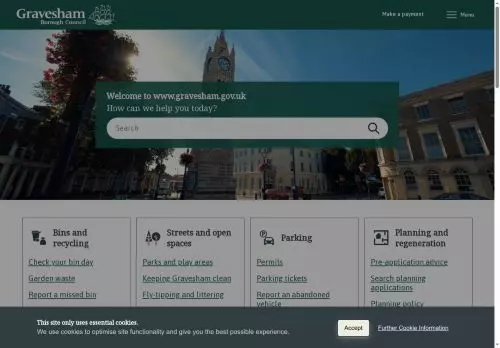 Gravesham
Borough Council
Make a payment
Menu
Welcome to www.gravesham.gov.uk
How can we help you today?
Search
Bins and recycling
Check your bin day
Garden waste
Report a missed bin
Streets and open spaces
Parks and play areas
Keeping Gravesham clean
Fly-tipping and littering
Parking
Permits
Parking tickets
Report an abandoned vehicle
Planning and regeneration
Pre-application advice
Search planning applications
Planning policy
This site only uses essential cookies.
We use cookies to optimise site functionality and give you the best possible experience.
Accept
Further Cookie Information